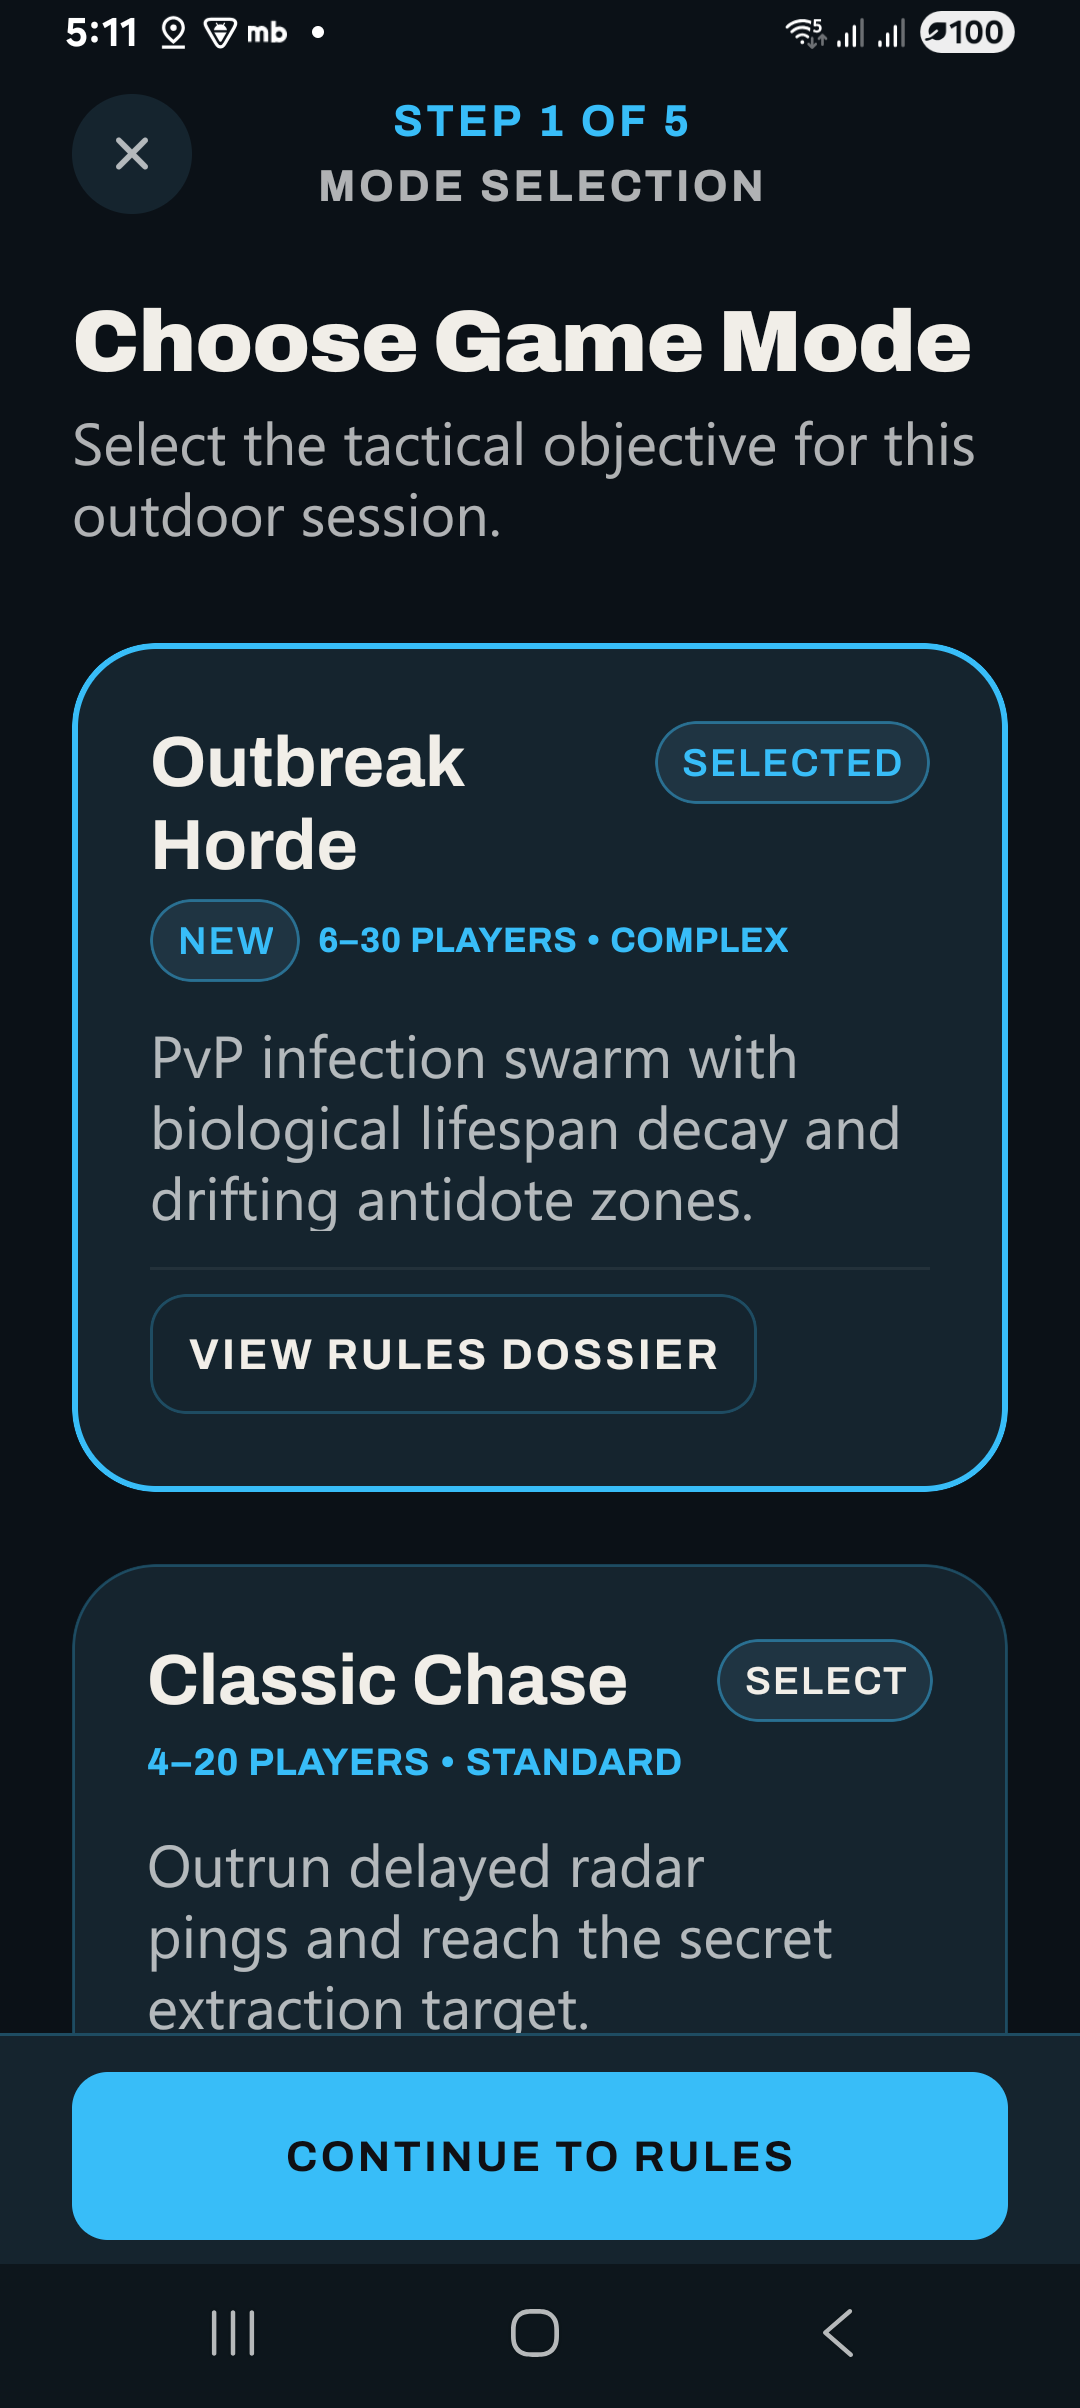 5:11 mb 5 100
STEP 1 OF 5
MODE SELECTION
Choose Game Mode
Select the tactical objective for this
outdoor session.
Outbreak
Horde
SELECTED
NEW 6–30 PLAYERS • COMPLEX
PvP infection swarm with
biological lifespan decay and
drifting antidote zones.
VIEW RULES DOSSIER
Classic Chase
SELECT
4–20 PLAYERS • STANDARD
Outrun delayed radar
pings and reach the secret
extraction target.
CONTINUE TO RULES